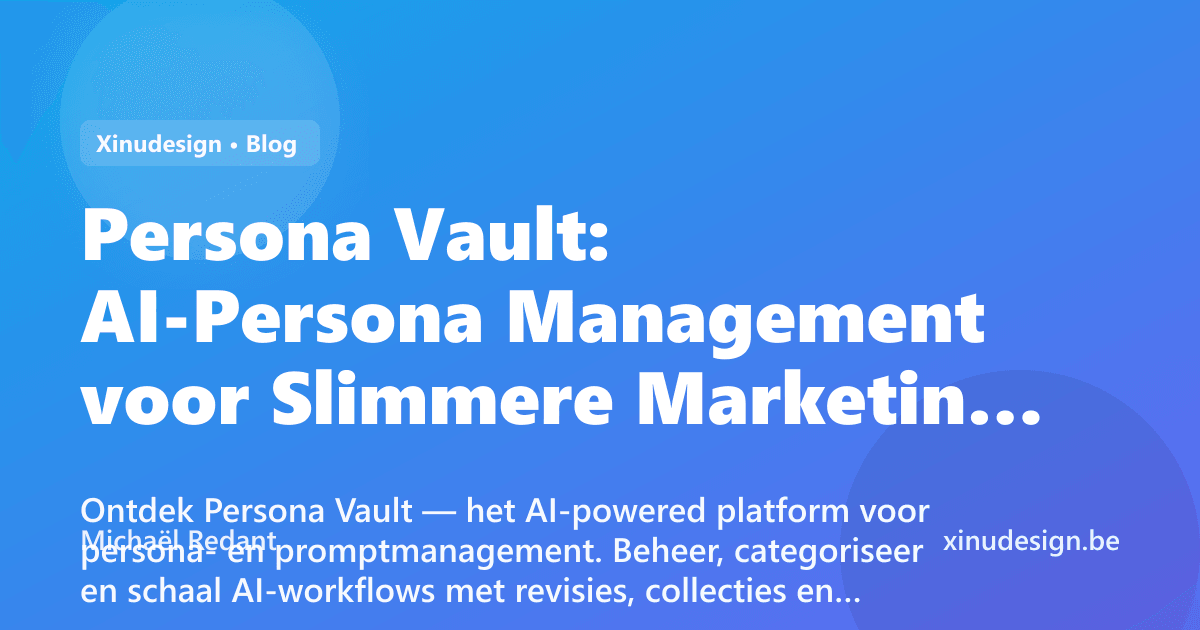 Xinudesign • Blog
Persona Vault:
AI-Persona Management
voor Slimmere Marketin...
Ontdek Persona Vault — het AI-powered platform voor
Michaël Redant
xinudesign.be
persona- en promptmanagement. Beheer, categoriseer
en schaal AI-workflows met revisies, collecties en...